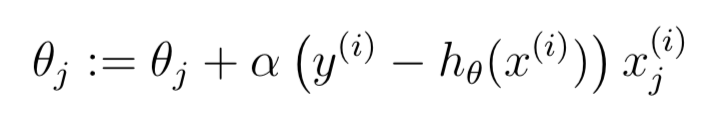 θ_j := θ_j + α (y^{(i)} − h_θ(x^{(i)})) x_j^{(i)}